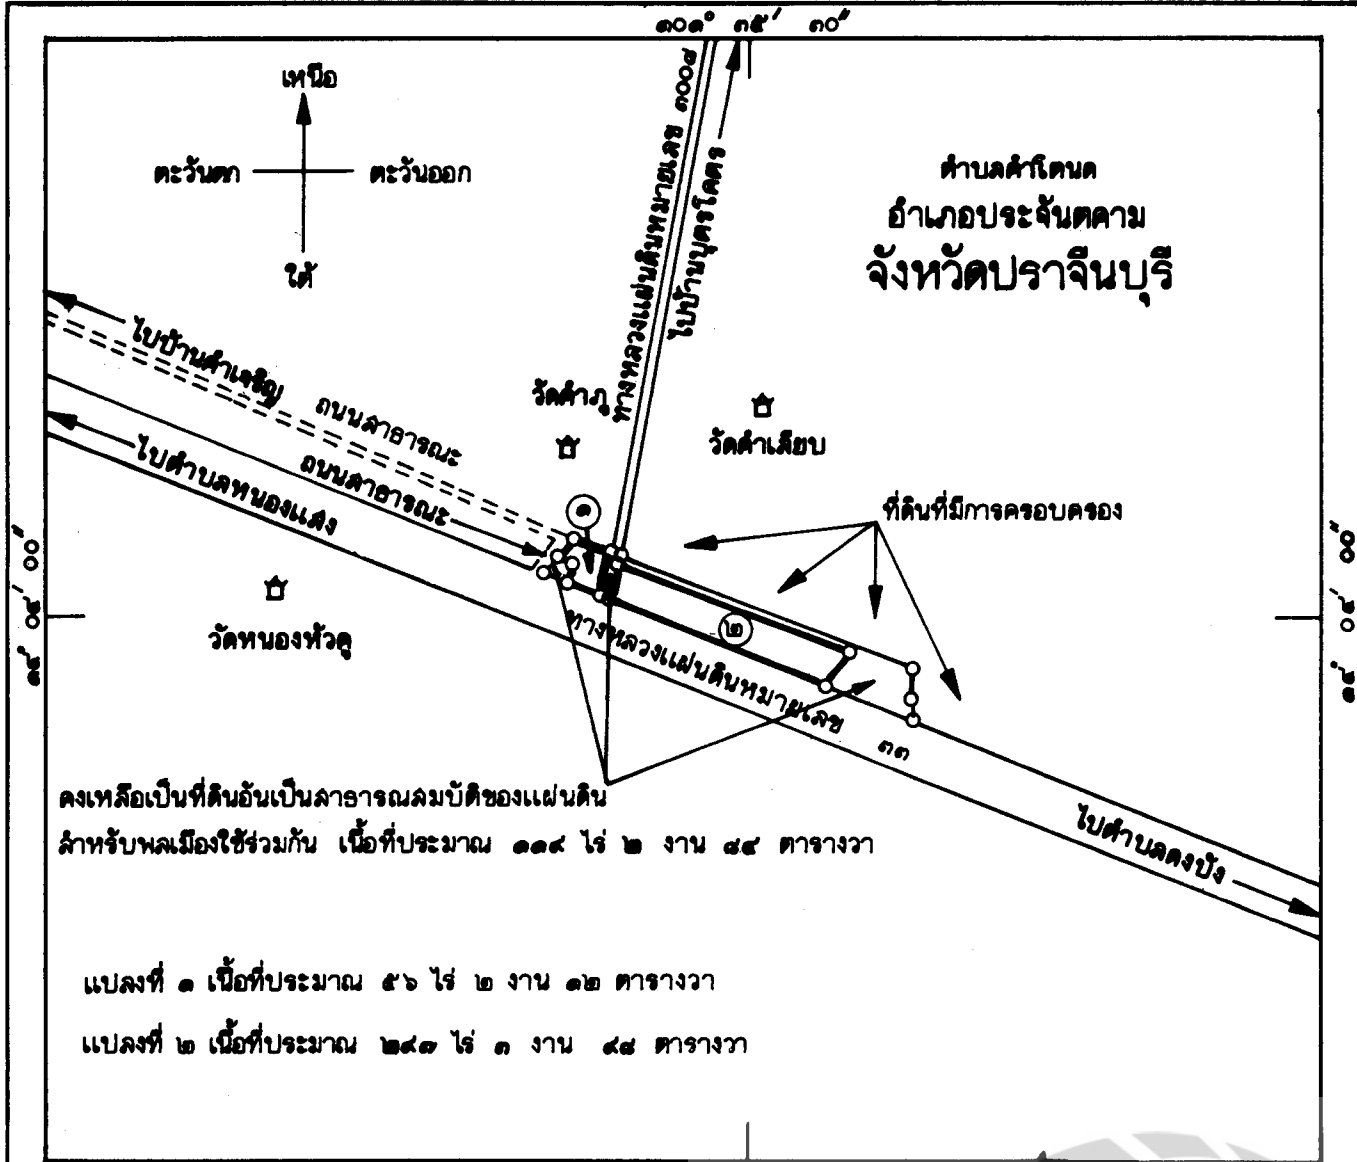 ๑๐๑° ๓๕′ ๓๐″
เหนือ
ตะวันตก
ตะวันออก
ใต้
ตำบลคำโตนด
อำเภอประจันตคาม
จังหวัดปราจีนบุรี
ทางหลวงแผ่นดินหมายเลข
ไปบ้านบุตรโคตร
ไปบ้านคำเจริญ
ถนนสาธารณะ
วัดคำภู
วัดคำเลียบ
ไปตำบลหนองแสง
ถนนสาธารณะ
๑
ที่ดินที่มีการครอบครอง
๑๔° ๐๔′ ๐๐″
๑๔° ๐๔′ ๐๐″
วัดหนองหัวคู
๒
ทางหลวงแผ่นดินหมายเลข ๓๓
คงเหลือเป็นที่ดินอันเป็นสาธารณสมบัติของแผ่นดิน
สำหรับพลเมืองใช้ร่วมกัน เนื้อที่ประมาณ ๑๑๙ ไร่ ๒ งาน ๘๔ ตารางวา
ไปตำบลดงบัง
แปลงที่ ๑ เนื้อที่ประมาณ ๕๖ ไร่ ๒ งาน ๑๒ ตารางวา
แปลงที่ ๒ เนื้อที่ประมาณ ไร่ ๓ งาน ตารางวา